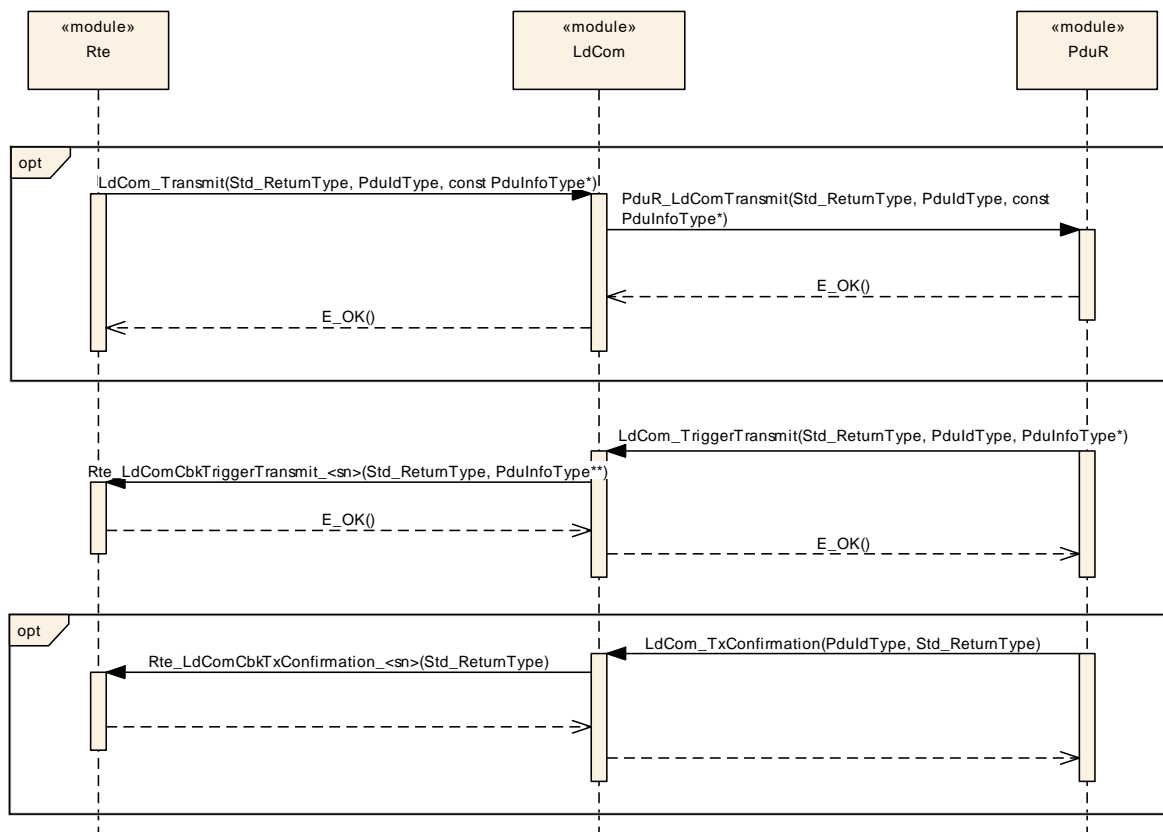 «module»
Rte
«module»
LdCom
«module»
PduR
opt
LdCom_Transmit(Std_ReturnType, PduIdType, const PduInfoType*)
PduR_LdComTransmit(Std_ReturnType, PduIdType, const
PduInfoType*)
E_OK()
E_OK()
LdCom_TriggerTransmit(Std_ReturnType, PduIdType, PduInfoType*)
Rte_LdComCbkTriggerTransmit_<sn>(Std_ReturnType, PduInfoType**)
E_OK()
E_OK()
opt
LdCom_TxConfirmation(PduIdType, Std_ReturnType)
Rte_LdComCbkTxConfirmation_<sn>(Std_ReturnType)